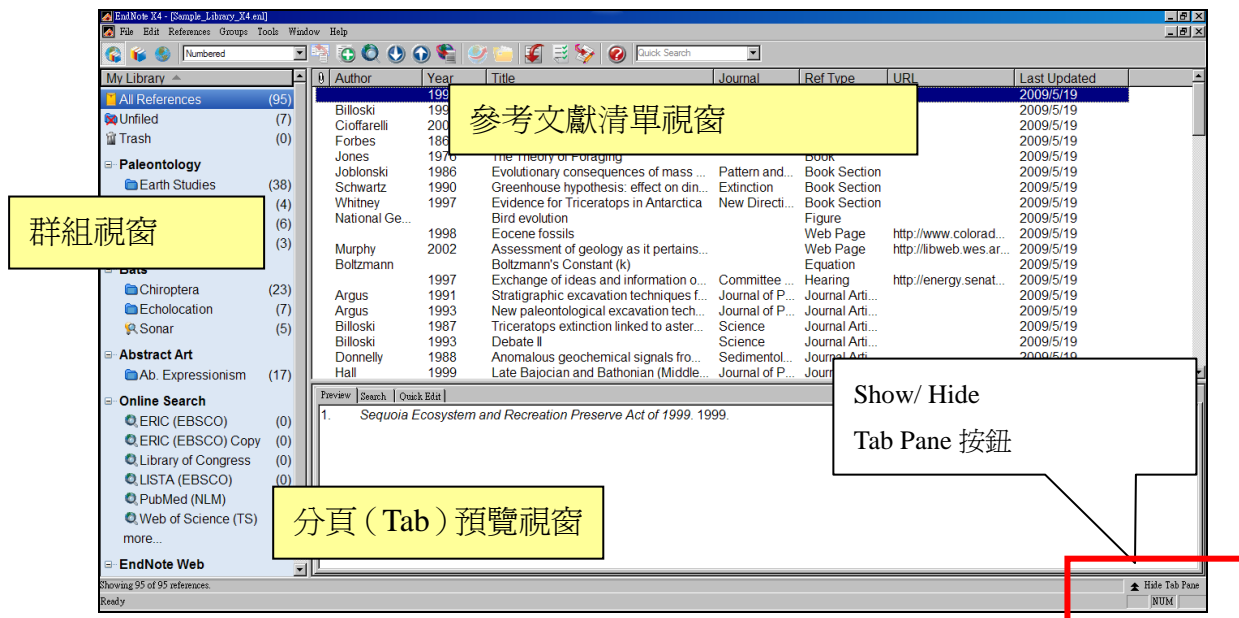 EndNote X4 - [Sample_Library_X4.enl]
File Edit References Groups Tools Window Help
Numbered Quick Search
My Library
All References (95)
Unfiled (7)
Trash (0)
Paleontology
Earth Studies (38)
(4)
(6)
(3)
群組視窗
Bats
Chiroptera (23)
Echolocation (7)
Sonar (5)
Abstract Art
Ab. Expressionism (17)
Online Search
ERIC (EBSCO) (0)
ERIC (EBSCO) Copy (0)
Library of Congress (0)
LISTA (EBSCO) (0)
PubMed (NLM)
Web of Science (TS)
more...
EndNote Web
Author Year Title Journal Ref Type URL Last Updated
199 2009/5/19
Billoski 199 2009/5/19
Cioffarelli 200 2009/5/19
Forbes 186 2009/5/19
參考文獻清單視窗
Jones 1976 The Theory of Foraging Book 2009/5/19
Joblonski 1986 Evolutionary consequences of mass ... Pattern and... Book Section 2009/5/19
Schwartz 1990 Greenhouse hypothesis: effect on din... Extinction Book Section 2009/5/19
Whitney 1997 Evidence for Triceratops in Antarctica New Directi... Book Section 2009/5/19
National Ge... Bird evolution Figure 2009/5/19
1998 Eocene fossils Web Page http://www.colorad... 2009/5/19
Murphy 2002 Assessment of geology as it pertains... Web Page http://libweb.wes.ar... 2009/5/19
Boltzmann Boltzmann's Constant (k) Equation 2009/5/19
1997 Exchange of ideas and information o... Committee ... Hearing http://energy.senat... 2009/5/19
Argus 1991 Stratigraphic excavation techniques f... Journal of P... Journal Arti... 2009/5/19
Argus 1993 New paleontological excavation tech... Journal of P... Journal Arti... 2009/5/19
Billoski 1987 Triceratops extinction linked to aster... Science Journal Arti... 2009/5/19
Billoski 1993 Debate II Science Journal Arti... 2009/5/19
Donnelly 1988 Anomalous geochemical signals fro... Sedimentol... Journal Arti... 2009/5/19
Hall 1999 Late Bajocian and Bathonian (Middle... Journal of P... Jour
Show/ Hide
Tab Pane 按鈕
Preview Search Quick Edit
1. Sequoia Ecosystem and Recreation Preserve Act of 1999. 1999.
分頁（Tab）預覽視窗
Showing 95 of 95 references.
Hide Tab Pane
Ready NUM